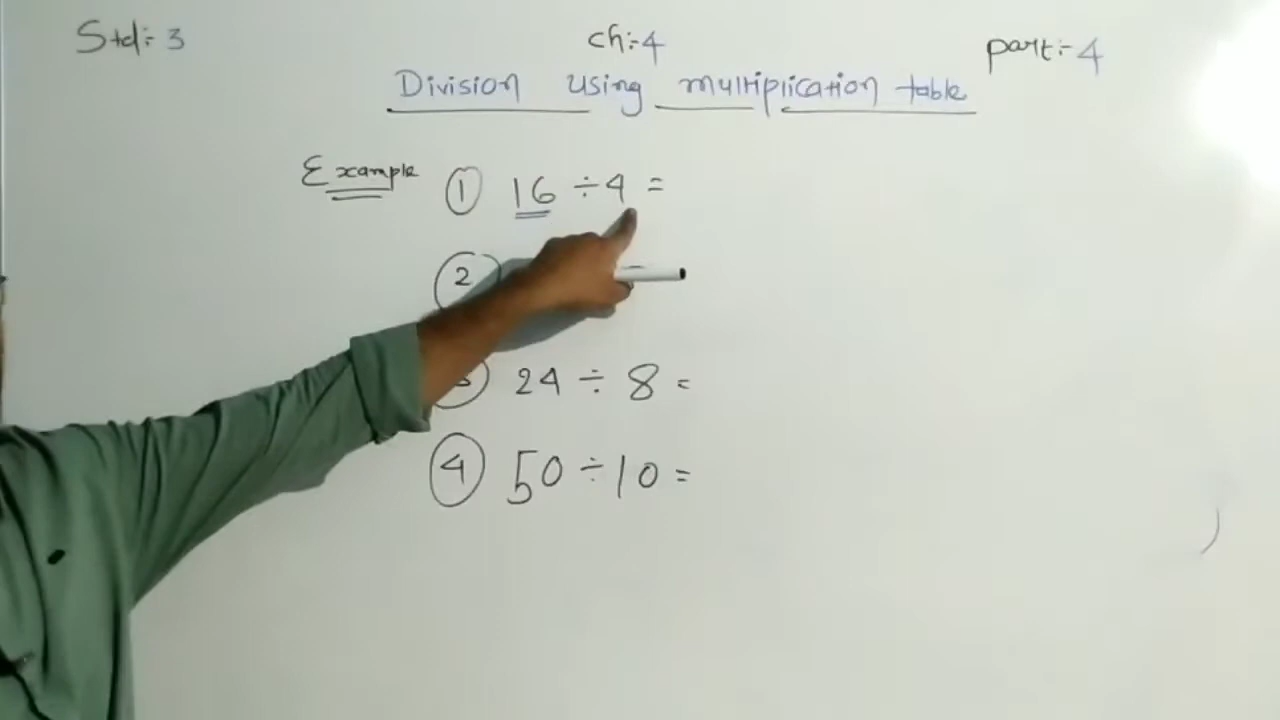 Std:- 3
ch:-4
part:- 4
Division using multiplication table
Example ① 16 ÷ 4 =
②
24 ÷ 8 =
④ 50 ÷ 10 =